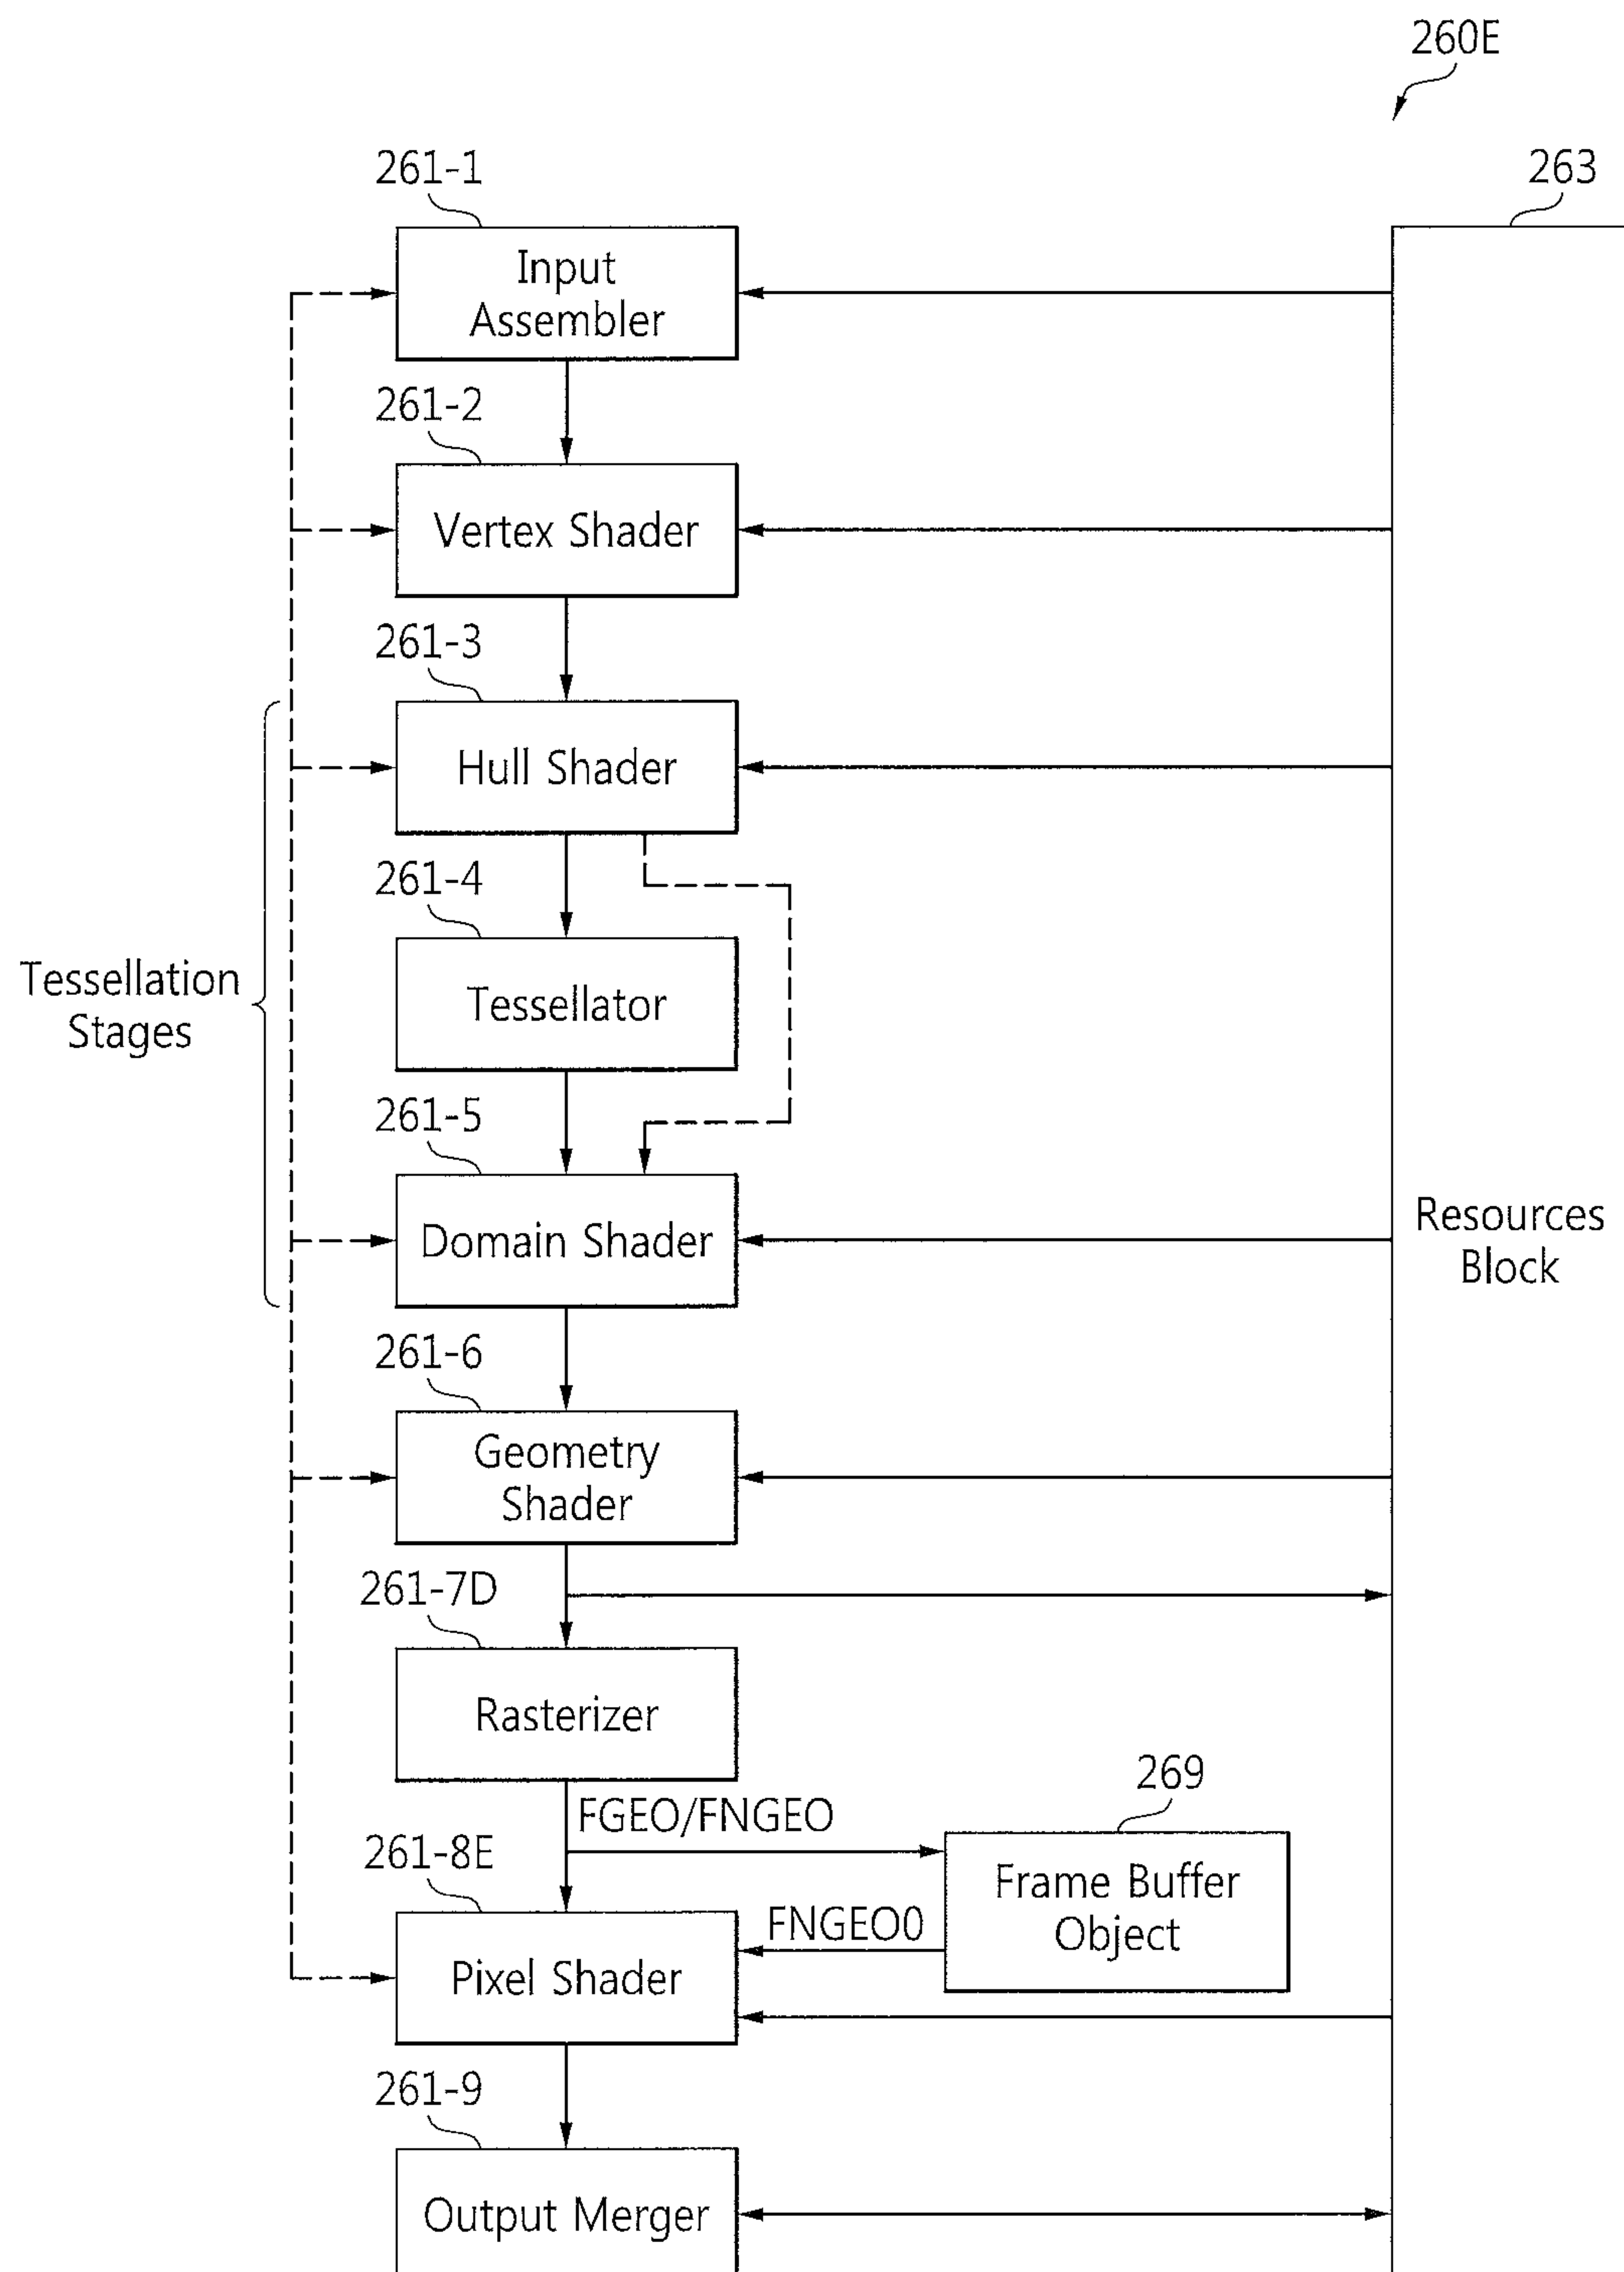 260E
263
261-1
Input
Assembler
261-2
Vertex Shader
261-3
Hull Shader
261-4
Tessellation
Stages
Tessellator
261-5
Domain Shader
Resources
Block
261-6
Geometry
Shader
261-7D
Rasterizer
269
FGEO/FNGEO
261-8E
Frame Buffer
Object
FNGEO0
Pixel Shader
261-9
Output Merger